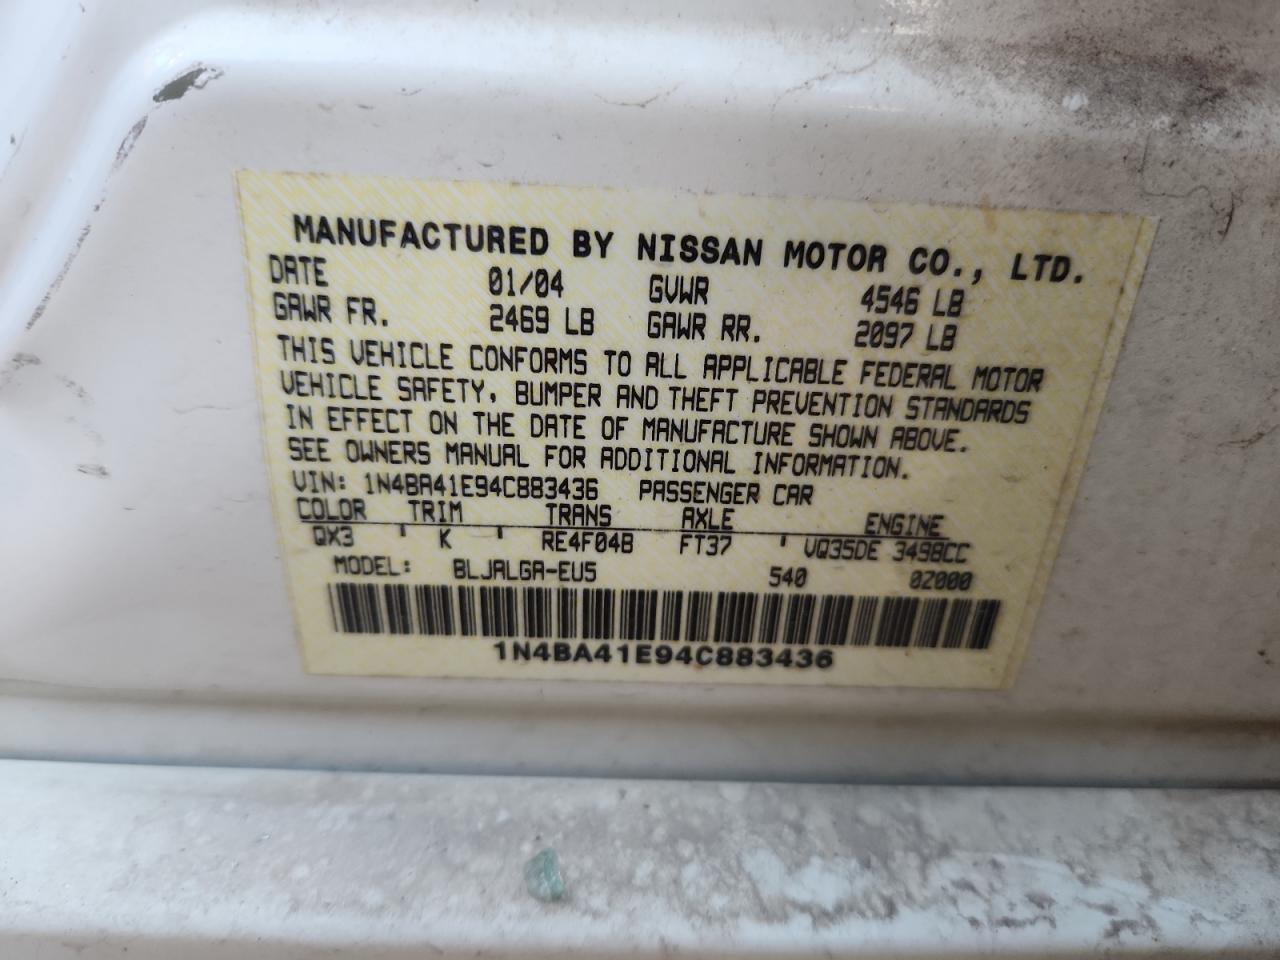 MANUFACTURED BY NISSAN MOTOR CO., LTD.
DATE 01/04 GVWR 4546 LB
GAWR FR. 2469 LB GAWR RR. 2097 LB
THIS VEHICLE CONFORMS TO ALL APPLICABLE FEDERAL MOTOR
VEHICLE SAFETY, BUMPER AND THEFT PREVENTION STANDARDS
IN EFFECT ON THE DATE OF MANUFACTURE SHOWN ABOVE.
SEE OWNERS MANUAL FOR ADDITIONAL INFORMATION.
VIN: 1N4BA41E94C883436 PASSENGER CAR
COLOR TRIM TRANS AXLE ENGINE
QX3 K RE4F04B FT37 VQ35DE 3498CC
MODEL: BLJALGA-EU5 540 02000
1N4BA41E94C883436